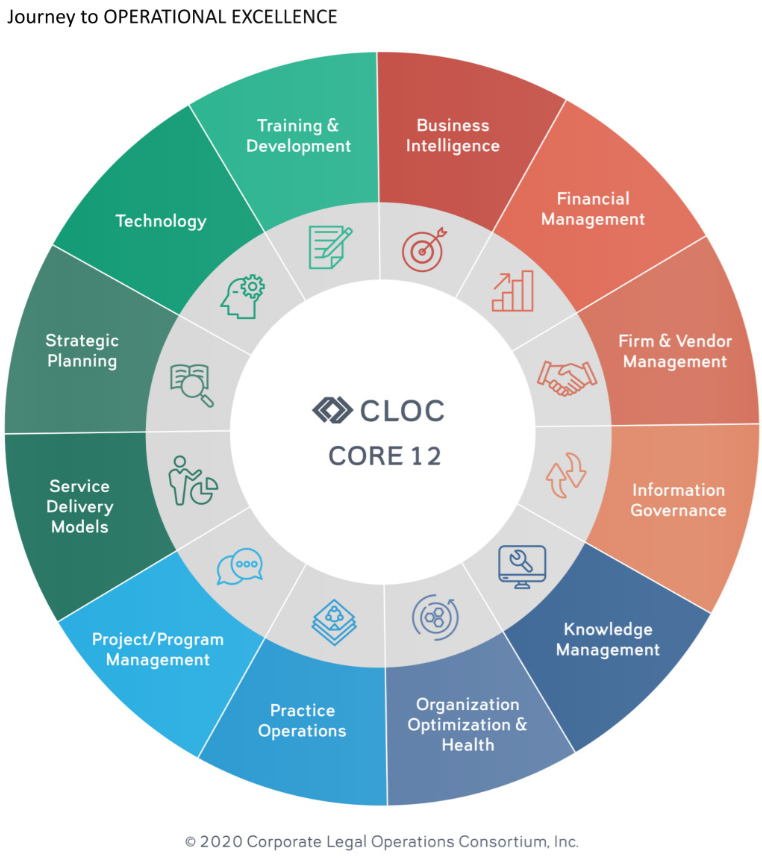 Journey to OPERATIONAL EXCELLENCE
Training &
Development
Business
Intelligence
Financial
Management
Firm & Vendor
Management
Information
Governance
Knowledge
Management
Organization
Optimization &
Health
Practice
Operations
Project/Program
Management
Service
Delivery
Models
Strategic
Planning
Technology
CLOC
CORE 12
© 2020 Corporate Legal Operations Consortium, Inc.